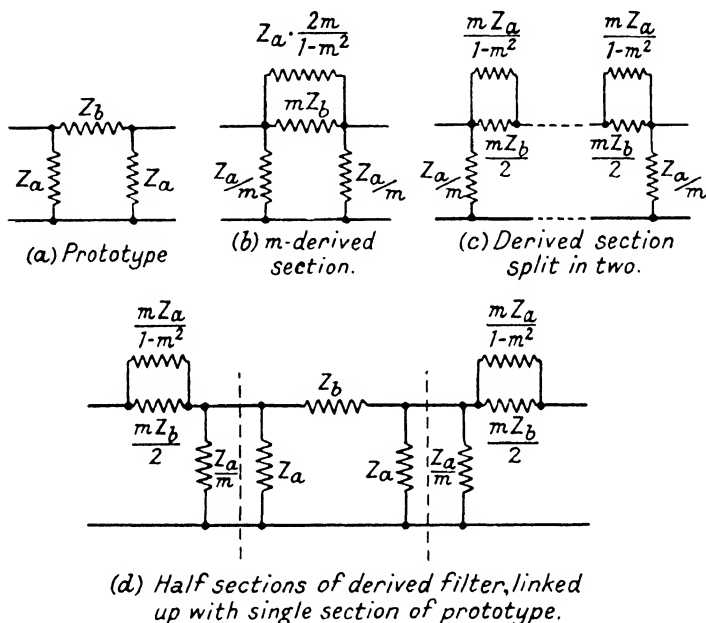 Z_a · 2m/1-m²
mZ_a/1-m²
mZ_a/1-m²
Z_b
mZ_b
mZ_b/2
mZ_b/2
Z_a
Z_a
Z_a/m
Z_a/m
Z_a/m
Z_a/m
(a) Prototype
(b) m-derived
section.
(c) Derived section
split in two.
mZ_a/1-m²
mZ_a/1-m²
Z_b
mZ_b/2
mZ_b/2
Z_a/m
Z_a
Z_a
Z_a/m
(d) Half sections of derived filter, linked
up with single section of prototype.